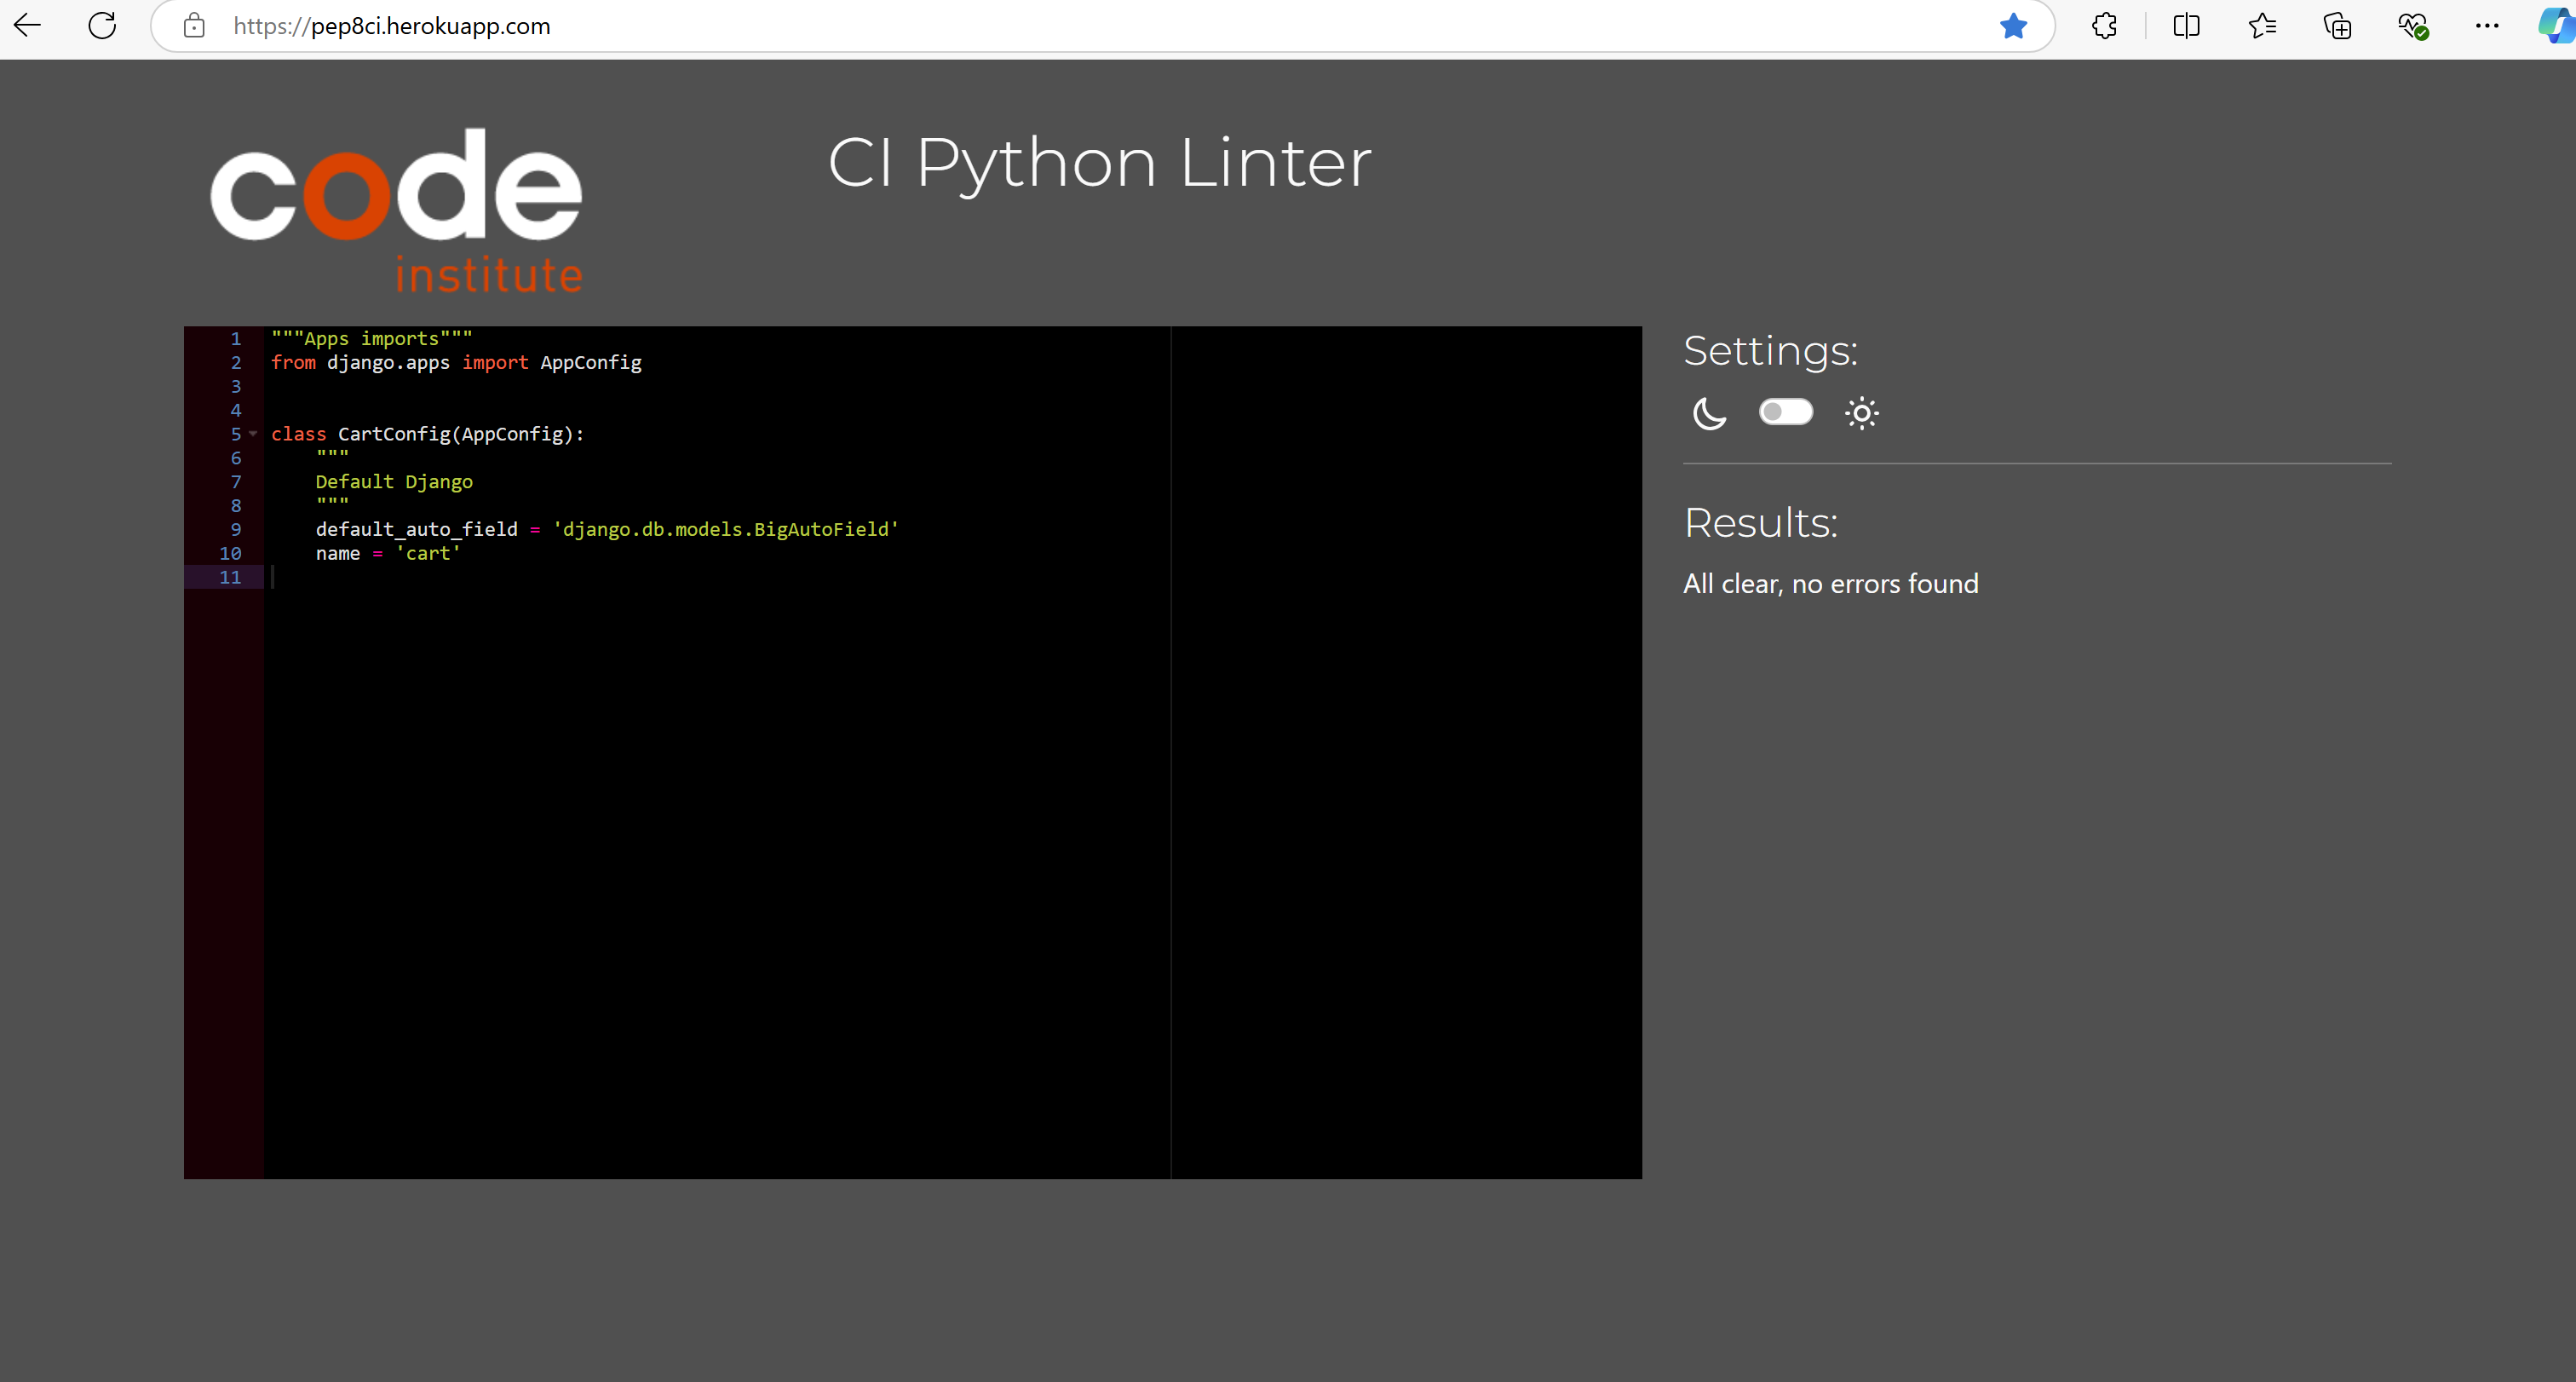 https://pep8ci.herokuapp.com
code
institute
CI Python Linter
1 """Apps imports"""
2 from django.apps import AppConfig
3
4
5 class CartConfig(AppConfig):
6     """
7     Default Django
8     """
9     default_auto_field = 'django.db.models.BigAutoField'
10     name = 'cart'
11
Settings:
Results:
All clear, no errors found